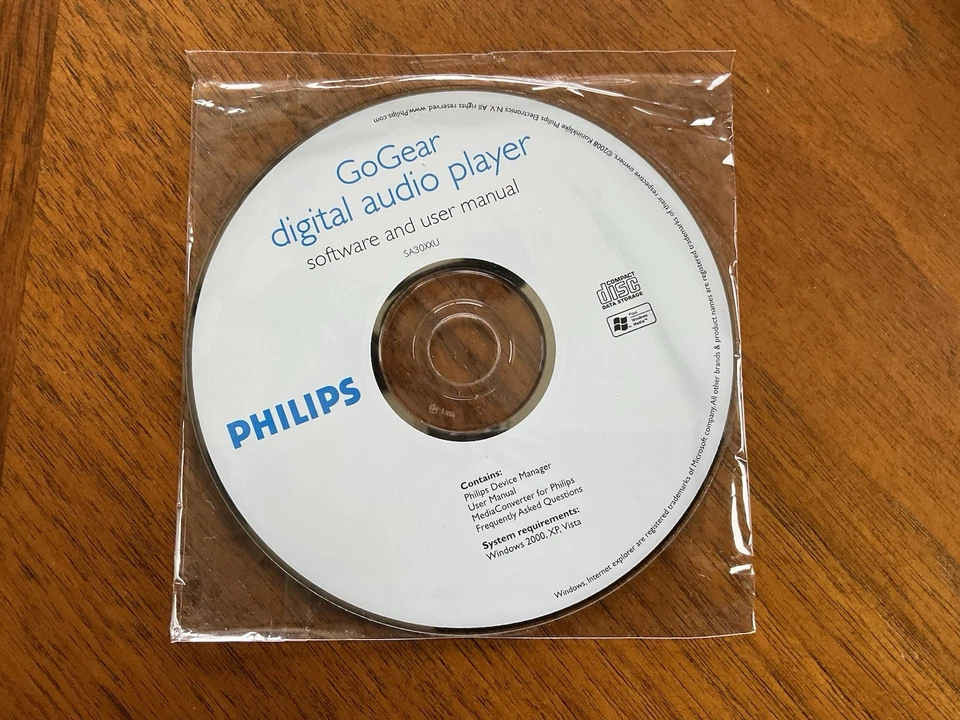 GoGear
digital audio player
software and user manual
SA30XXU
COMPACT
disc
DATA STORAGE
Plays
Windows
Media™
PHILIPS
Contains:
Philips Device Manager
User Manual
MediaConverter for Philips
Frequently Asked Questions
System requirements:
Windows 2000, XP, Vista
Windows, Internet explorer are registered trademarks of Microsoft company. All other brands & product names are registered trademarks of their respective owners. ©2008 Koninklijke Philips Electronics N.V. All rights reserved. www.Philips.com